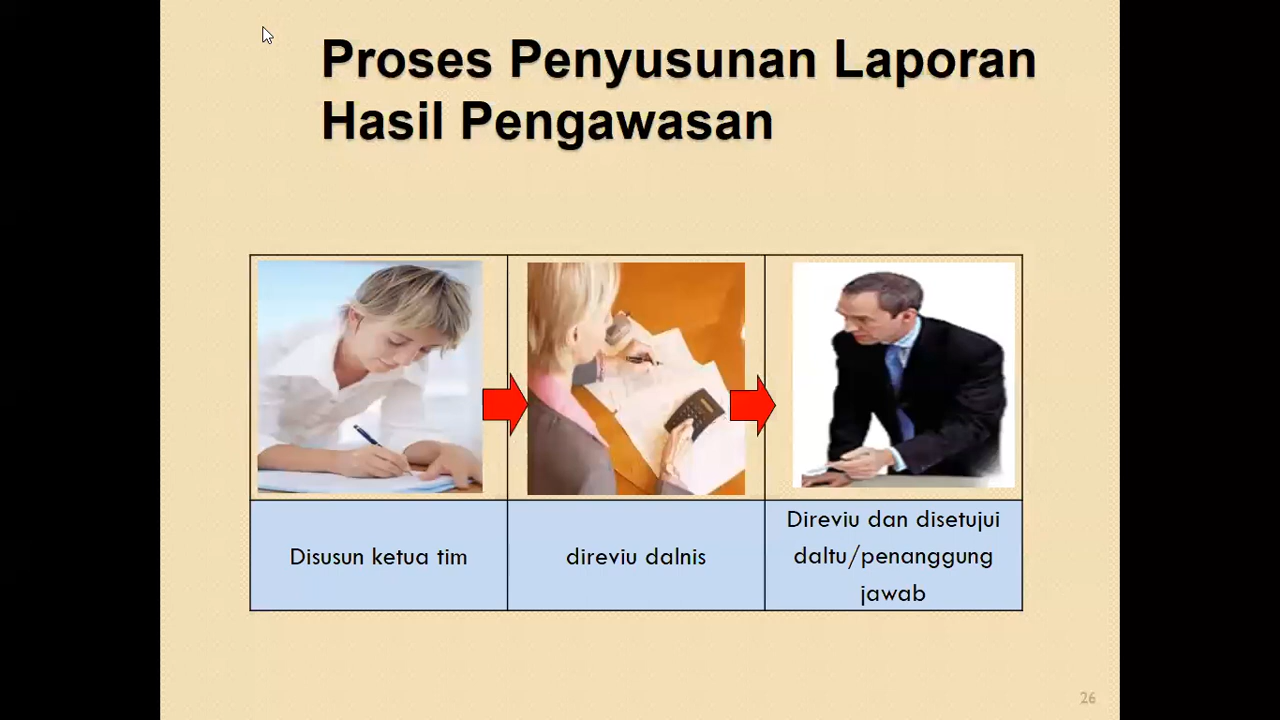 Proses Penyusunan Laporan
Hasil Pengawasan
Disusun ketua tim
direviu dalnis
Direviu dan disetujui
daltu/penanggung
jawab
26